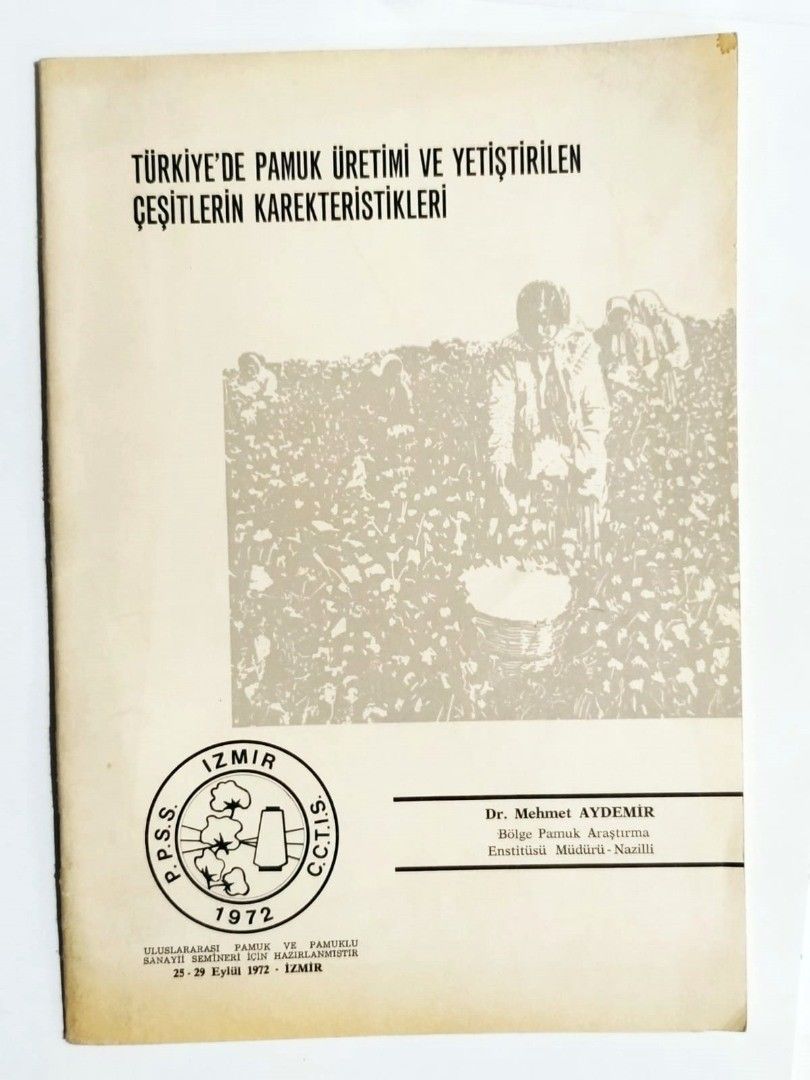 TÜRKİYE'DE PAMUK ÜRETİMİ VE YETİŞTİRİLEN
ÇEŞİTLERİN KAREKTERİSTİKLERİ
IZMIR
P.P.S.S.
C.C.T.I.S.
1972
Dr. Mehmet AYDEMİR
Bölge Pamuk Araştırma
Enstitüsü Müdürü - Nazilli
ULUSLARARASI PAMUK VE PAMUKLU
SANAYİİ SEMİNERİ İÇİN HAZIRLANMIŞTIR
25 - 29 Eylül 1972 - İZMİR